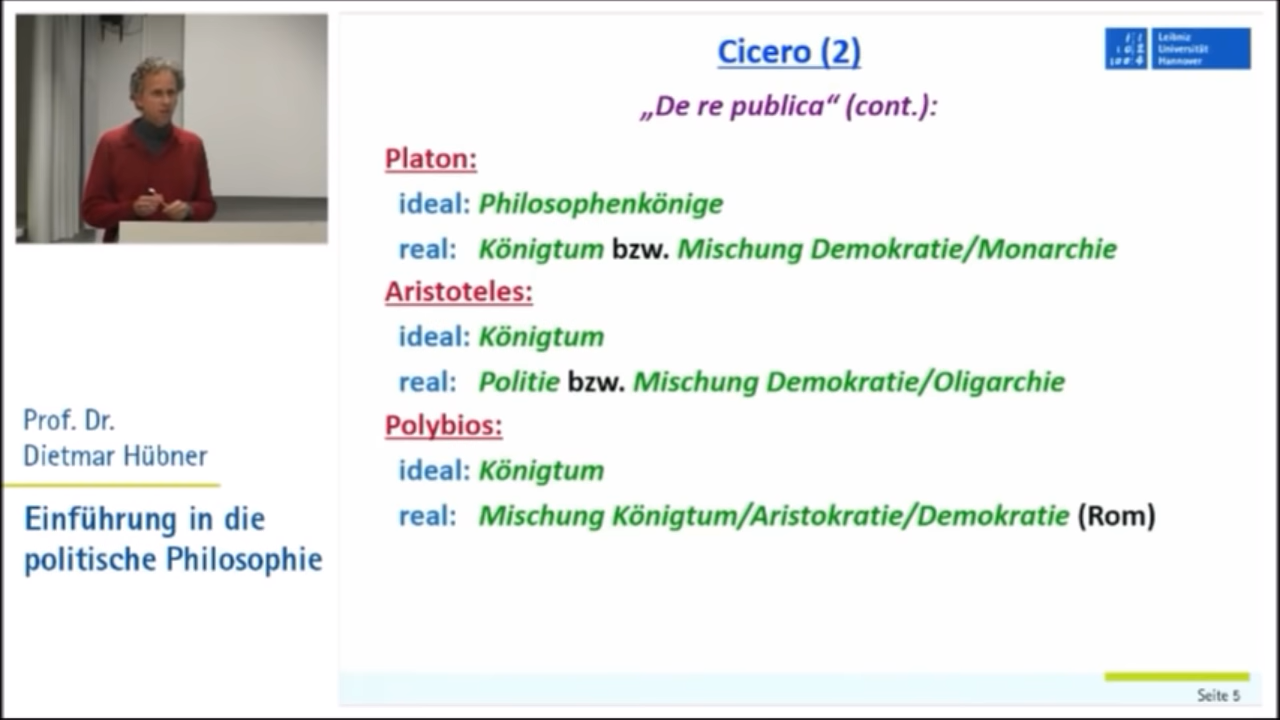 Cicero (2)
„De re publica“ (cont.):
Platon:
ideal: Philosophenkönige
real: Königtum bzw. Mischung Demokratie/Monarchie
Aristoteles:
ideal: Königtum
real: Politie bzw. Mischung Demokratie/Oligarchie
Polybios:
ideal: Königtum
real: Mischung Königtum/Aristokratie/Demokratie (Rom)
Leibniz
Universität
Hannover
Prof. Dr.
Dietmar Hübner
Einführung in die
politische Philosophie
Seite 5